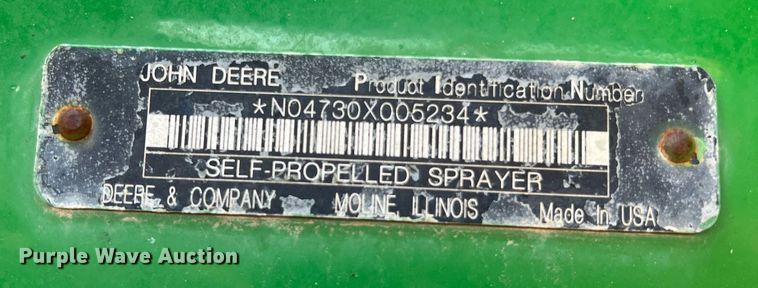 JOHN DEERE Product Identification Number
*N04730X005234*
SELF-PROPELLED SPRAYER
DEERE & COMPANY MOLINE, ILLINOIS Made In USA
Purple Wave Auction